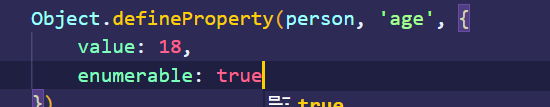 Object.defineProperty(person, 'age', {
    value: 18,
    enumerable: true
})
true